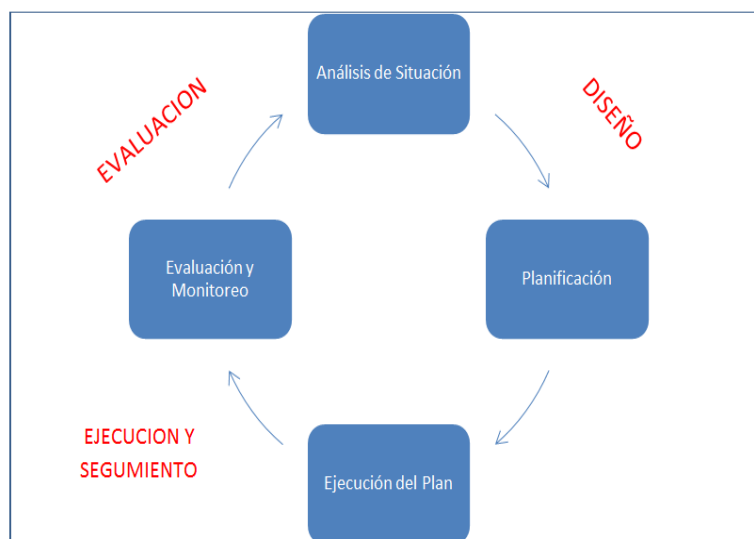 Análisis de Situación
EVALUACION
DISEÑO
Evaluación y
Monitoreo
Planificación
EJECUCION Y
SEGUMIENTO
Ejecución del Plan